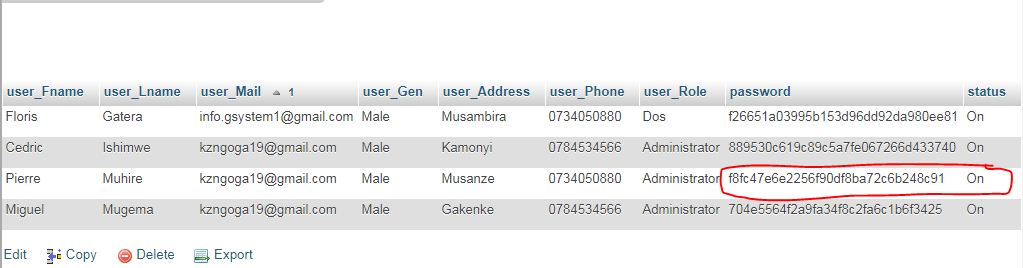 user_Fname user_Lname user_Mail 1 user_Gen user_Address user_Phone user_Role password status
Floris Gatera info.gsystem1@gmail.com Male Musambira 0734050880 Dos f26651a03995b153d96dd92da980ee81 On
Cedric Ishimwe kzngoga19@gmail.com Male Kamonyi 0784534566 Administrator 889530c619c89c5a7fe067266d433740 On
Pierre Muhire kzngoga19@gmail.com Male Musanze 0734050880 Administrator f8fc47e6e2256f90df8ba72c6b248c91 On
Miguel Mugema kzngoga19@gmail.com Male Gakenke 0784534566 Administrator 704e5564f2a9fa34f8c2fa6c1b6f3425 On
Edit Copy Delete Export